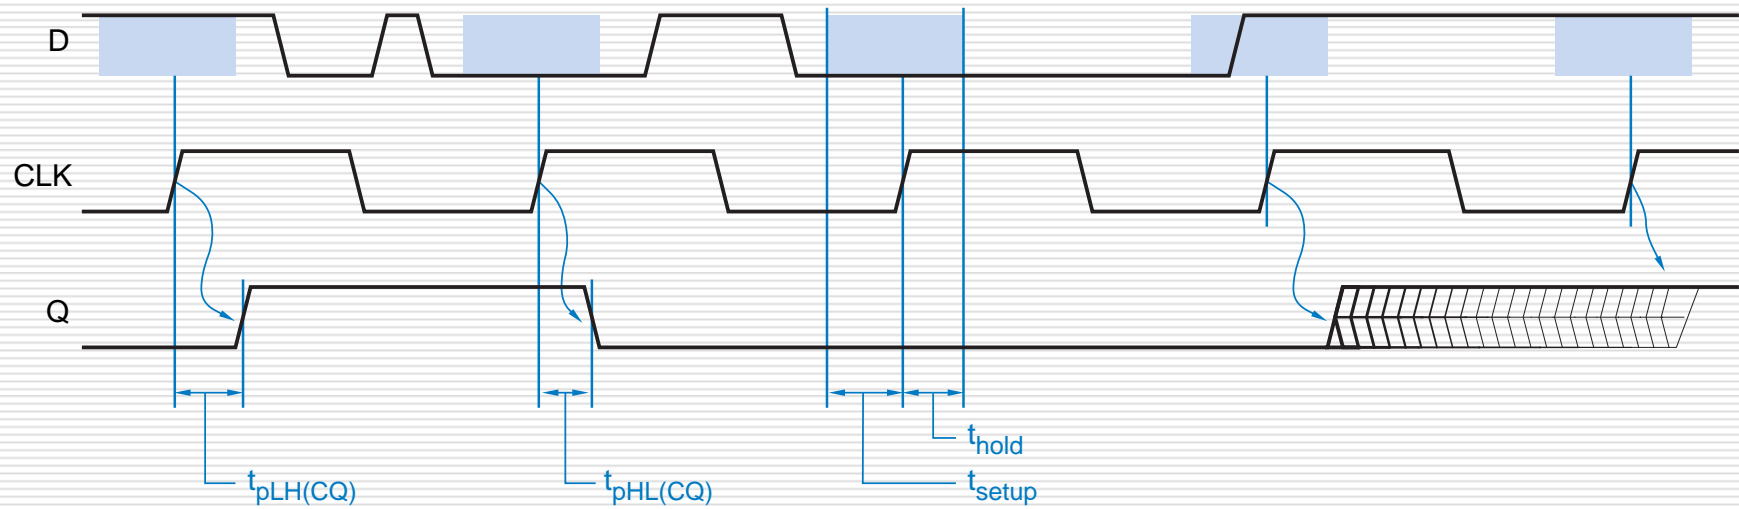 D
CLK
Q
thold
tpLH(CQ)
tpHL(CQ)
tsetup